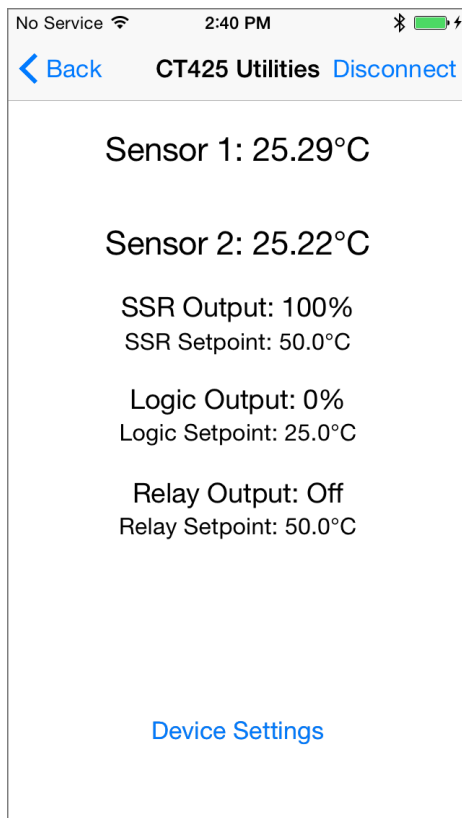 No Service 2:40 PM
Back CT425 Utilities Disconnect
Sensor 1: 25.29°C
Sensor 2: 25.22°C
SSR Output: 100%
SSR Setpoint: 50.0°C
Logic Output: 0%
Logic Setpoint: 25.0°C
Relay Output: Off
Relay Setpoint: 50.0°C
Device Settings